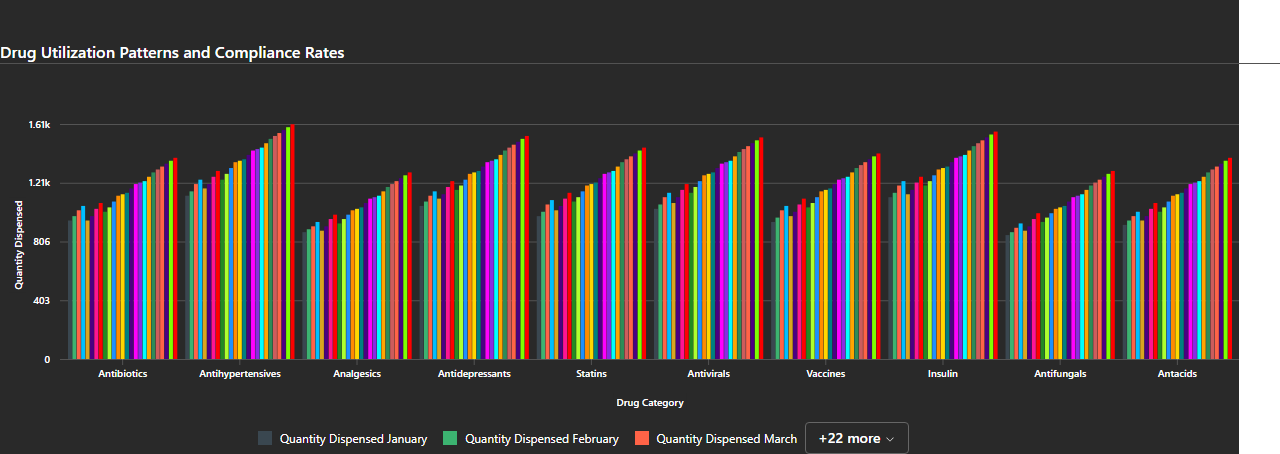 Drug Utilization Patterns and Compliance Rates
1.61k
1.21k
806
403
0
Quantity Dispensed
Antibiotics Antihypertensives Analgesics Antidepressants Statins Antivirals Vaccines Insulin Antifungals Antacids
Drug Category
Quantity Dispensed January Quantity Dispensed February Quantity Dispensed March +22 more